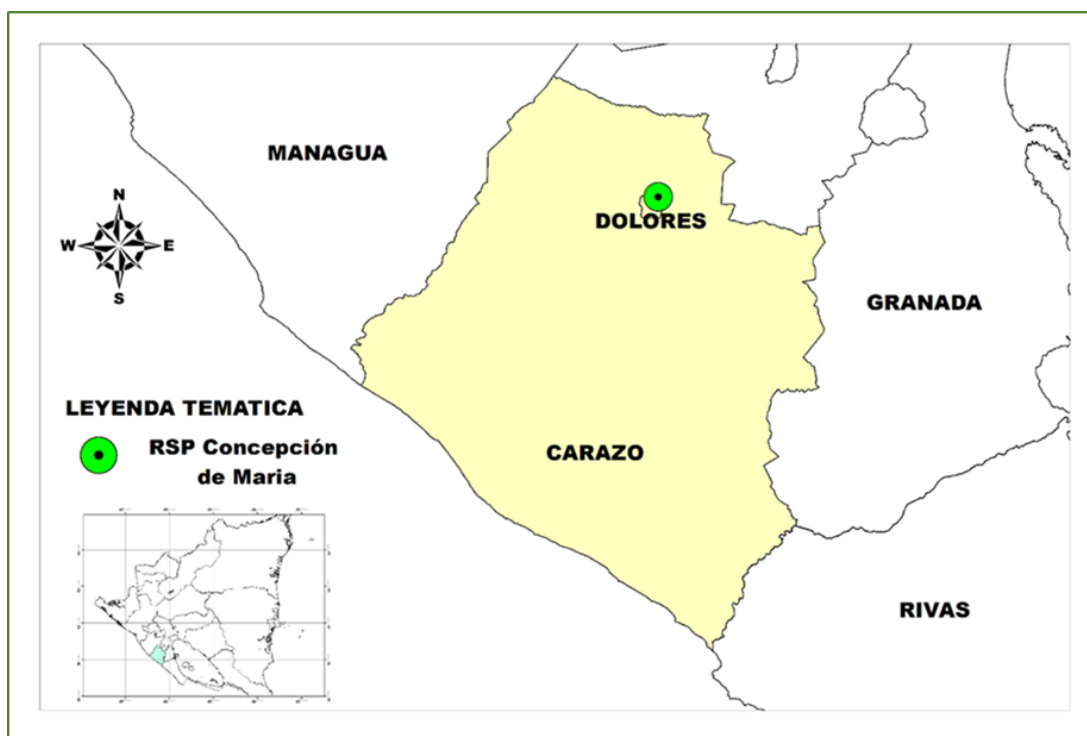 MANAGUA
N
W
E
S
DOLORES
GRANADA
LEYENDA TEMATICA
RSP Concepción
de Maria
CARAZO
RIVAS